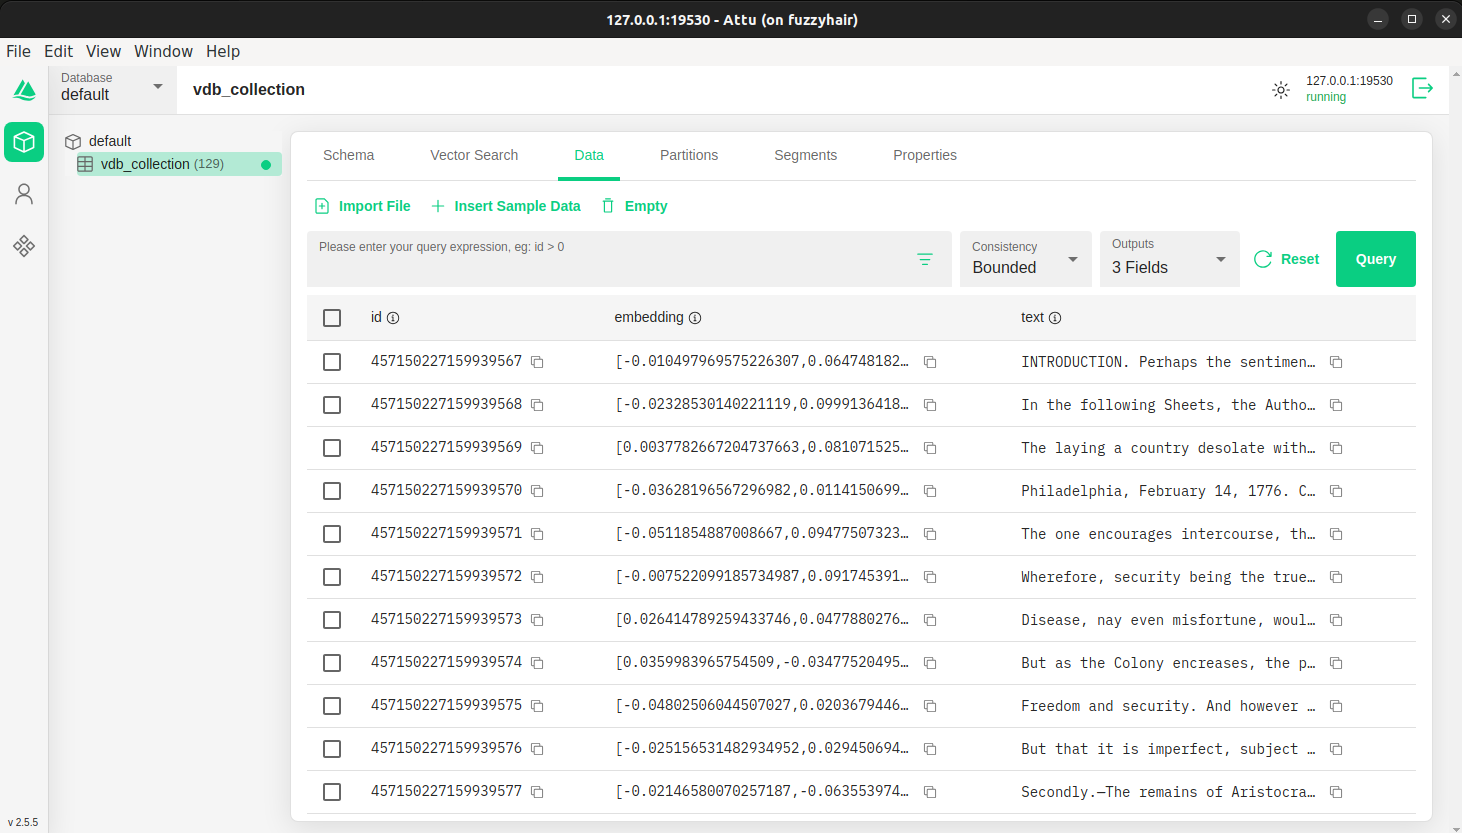 127.0.0.1:19530 - Attu (on fuzzyhair)
File Edit View Window Help
Database
default
vdb_collection
127.0.0.1:19530
running
default
vdb_collection (129)
Schema Vector Search Data Partitions Segments Properties
Import File Insert Sample Data Empty
Please enter your query expression, eg: id > 0
Consistency
Bounded
Outputs
3 Fields
Reset
Query
id embedding text
457150227159939567 [-0.010497969575226307,0.064748182… INTRODUCTION. Perhaps the sentimen…
457150227159939568 [-0.02328530140221119,0.0999136418… In the following Sheets, the Autho…
457150227159939569 [0.0037782667204737663,0.081071525… The laying a country desolate with…
457150227159939570 [-0.03628196567296982,0.0114150699… Philadelphia, February 14, 1776. C…
457150227159939571 [-0.0511854887008667,0.09477507323… The one encourages intercourse, th…
457150227159939572 [-0.007522099185734987,0.091745391… Wherefore, security being the true…
457150227159939573 [0.026414789259433746,0.0477880276… Disease, nay even misfortune, woul…
457150227159939574 [0.0359983965754509,-0.03477520495… But as the Colony encreases, the p…
457150227159939575 [-0.04802506044507027,0.0203679446… Freedom and security. And however …
457150227159939576 [-0.025156531482934952,0.029450694… But that it is imperfect, subject …
457150227159939577 [-0.02146580070257187,-0.063553974… Secondly.—The remains of Aristocra…
v 2.5.5